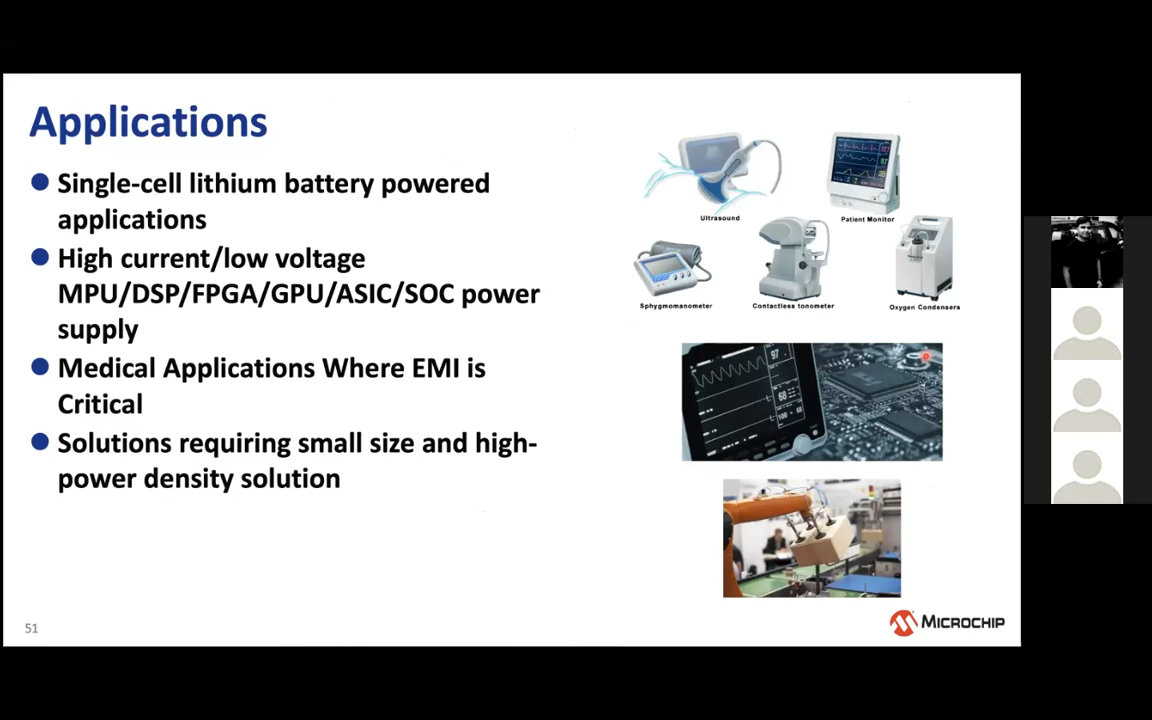 Applications
Single-cell lithium battery powered
applications
High current/low voltage
MPU/DSP/FPGA/GPU/ASIC/SOC power
supply
Medical Applications Where EMI is
Critical
Solutions requiring small size and high-
power density solution
Ultrasound
Patient Monitor
Sphygmomanometer
Contactless tonometer
Oxygen Condensers
97
51
MICROCHIP